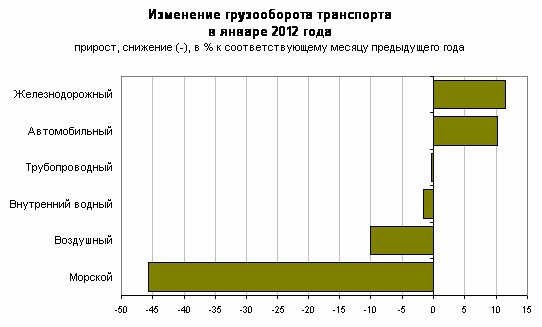 Изменение грузооборота транспорта
в январе 2012 года
прирост, снижение (-), в % к соответствующему месяцу предыдущего года
Железнодорожный
Автомобильный
Трубопроводный
Внутренний водный
Воздушный
Морской
-50 -45 -40 -35 -30 -25 -20 -15 -10 -5 0 5 10 15